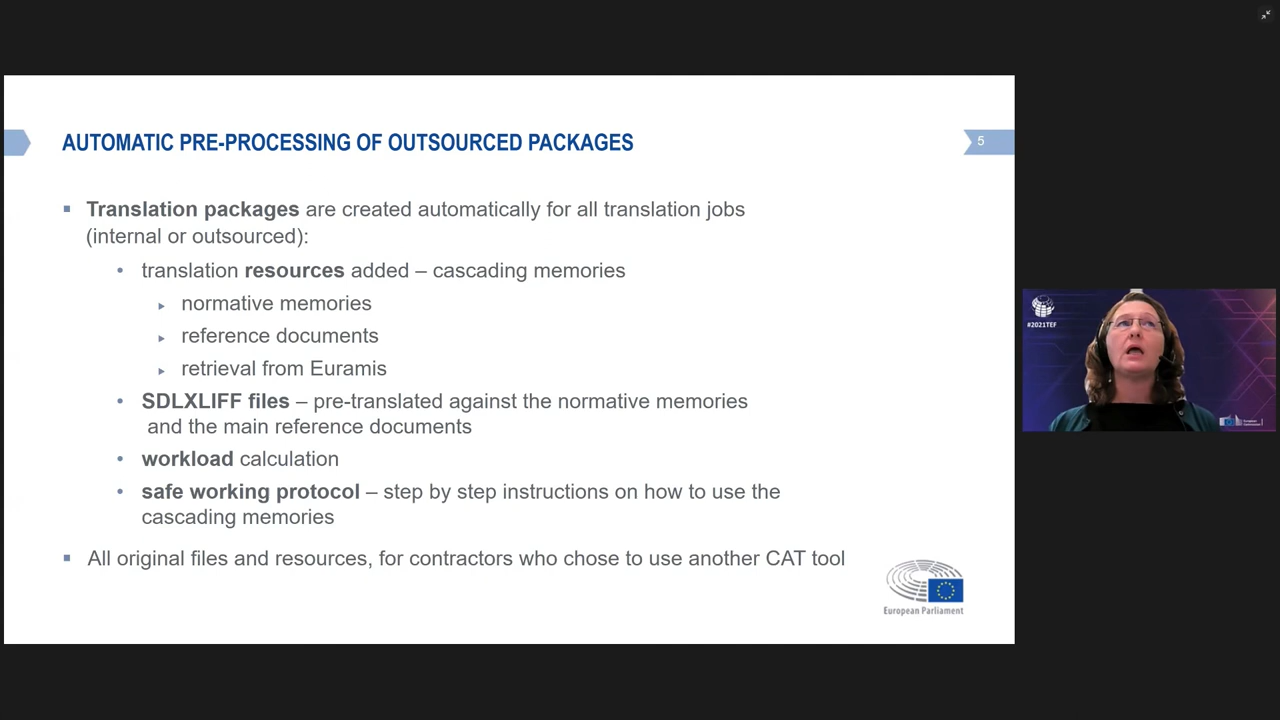 AUTOMATIC PRE-PROCESSING OF OUTSOURCED PACKAGES
5
Translation packages are created automatically for all translation jobs
(internal or outsourced):
translation resources added – cascading memories
normative memories
reference documents
retrieval from Euramis
SDLXLIFF files – pre-translated against the normative memories
and the main reference documents
workload calculation
safe working protocol – step by step instructions on how to use the
cascading memories
All original files and resources, for contractors who chose to use another CAT tool
European Parliament
#2021TEF
European
Commission